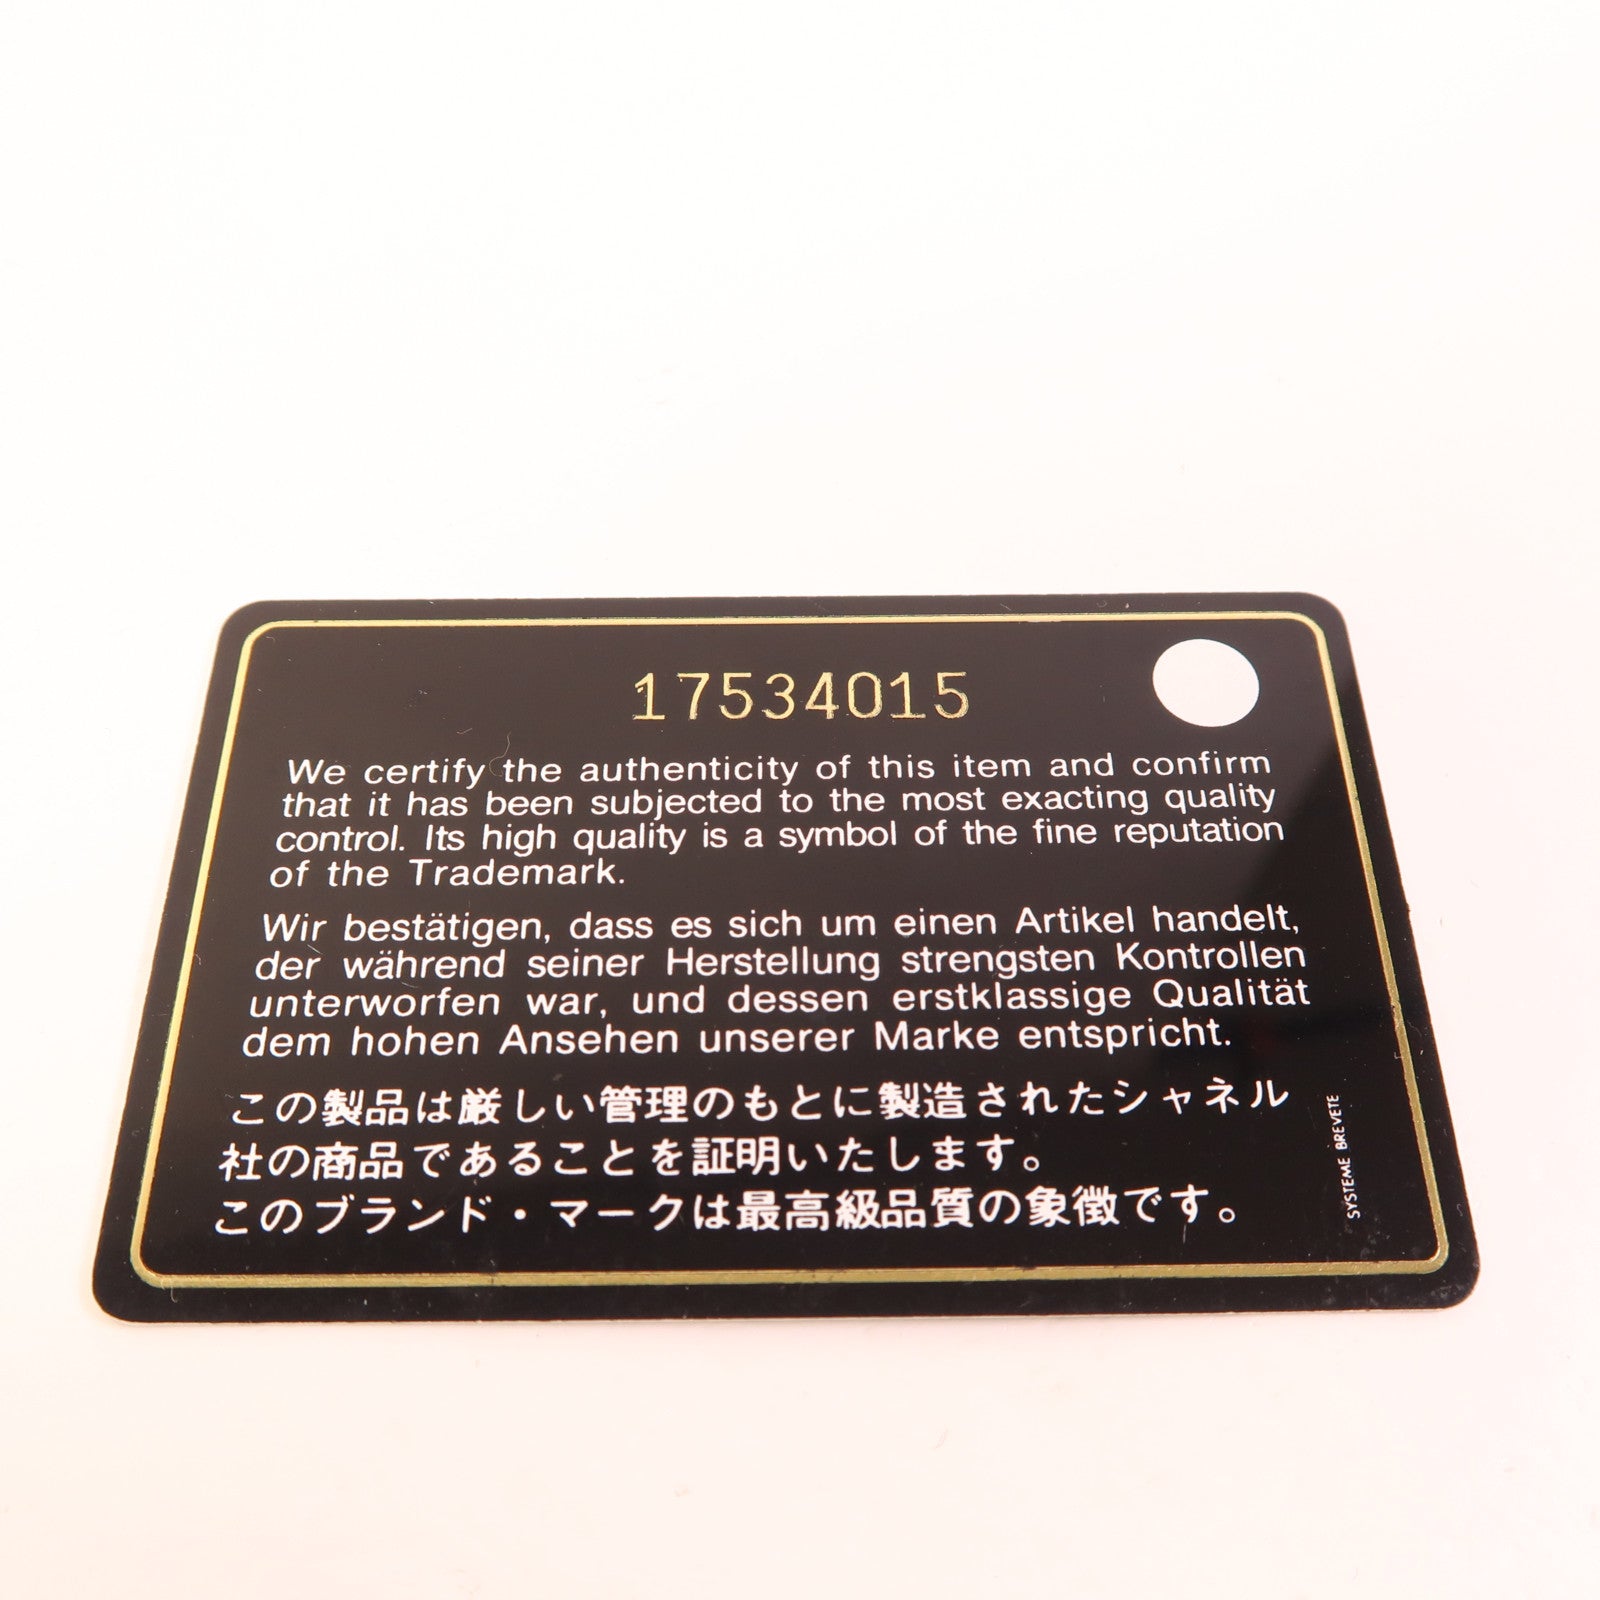 17534015
We certify the authenticity of this item and confirm
that it has been subjected to the most exacting quality
control. Its high quality is a symbol of the fine reputation
of the Trademark.
Wir bestätigen, dass es sich um einen Artikel handelt,
der während seiner Herstellung strengsten Kontrollen
unterworfen war, und dessen erstklassige Qualität
dem hohen Ansehen unserer Marke entspricht.
この製品は厳しい管理のもとに製造されたシャネル
社の商品であることを証明いたします。
このブランド・マークは最高級品質の象徴です。
SYSTEME BREVETE